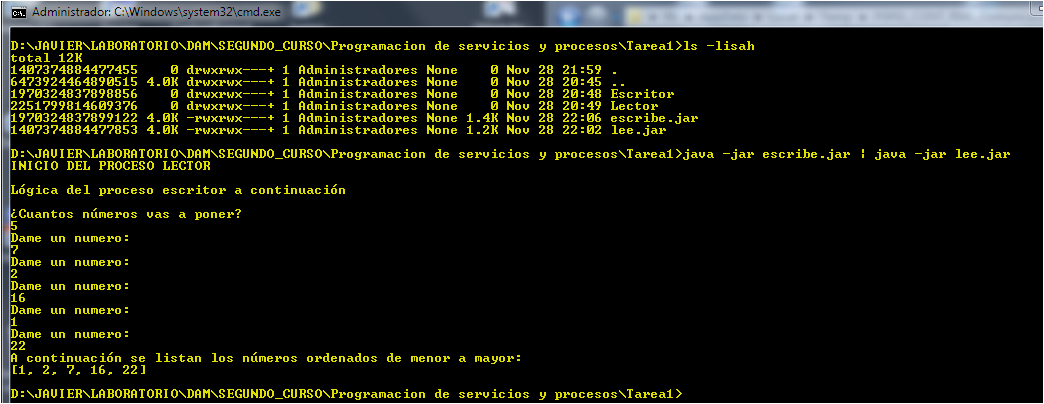 Administrador: C:\Windows\system32\cmd.exe
D:\JAVIER\LABORATORIO\DAM\SEGUNDO_CURSO\Programacion de servicios y procesos\Tarea1>ls -lisah
total 12K
1407374884477455    0 drwxrwx---+ 1 Administradores None    0 Nov 28 21:59 .
6473924464890515 4.0K drwxrwx---+ 1 Administradores None    0 Nov 28 20:45 ..
1970324837898856    0 drwxrwx---+ 1 Administradores None    0 Nov 28 20:48 Escritor
2251799814609376    0 drwxrwx---+ 1 Administradores None    0 Nov 28 20:49 Lector
1970324837899122 4.0K -rwxrwx---+ 1 Administradores None 1.4K Nov 28 22:06 escribe.jar
1407374884477853 4.0K -rwxrwx---+ 1 Administradores None 1.2K Nov 28 22:02 lee.jar
D:\JAVIER\LABORATORIO\DAM\SEGUNDO_CURSO\Programacion de servicios y procesos\Tarea1>java -jar escribe.jar | java -jar lee.jar
INICIO DEL PROCESO LECTOR
Lógica del proceso escritor a continuación
¿Cuantos números vas a poner?
5
Dame un numero:
7
Dame un numero:
2
Dame un numero:
16
Dame un numero:
1
Dame un numero:
22
A continuación se listan los números ordenados de menor a mayor:
[1, 2, 7, 16, 22]
D:\JAVIER\LABORATORIO\DAM\SEGUNDO_CURSO\Programacion de servicios y procesos\Tarea1>